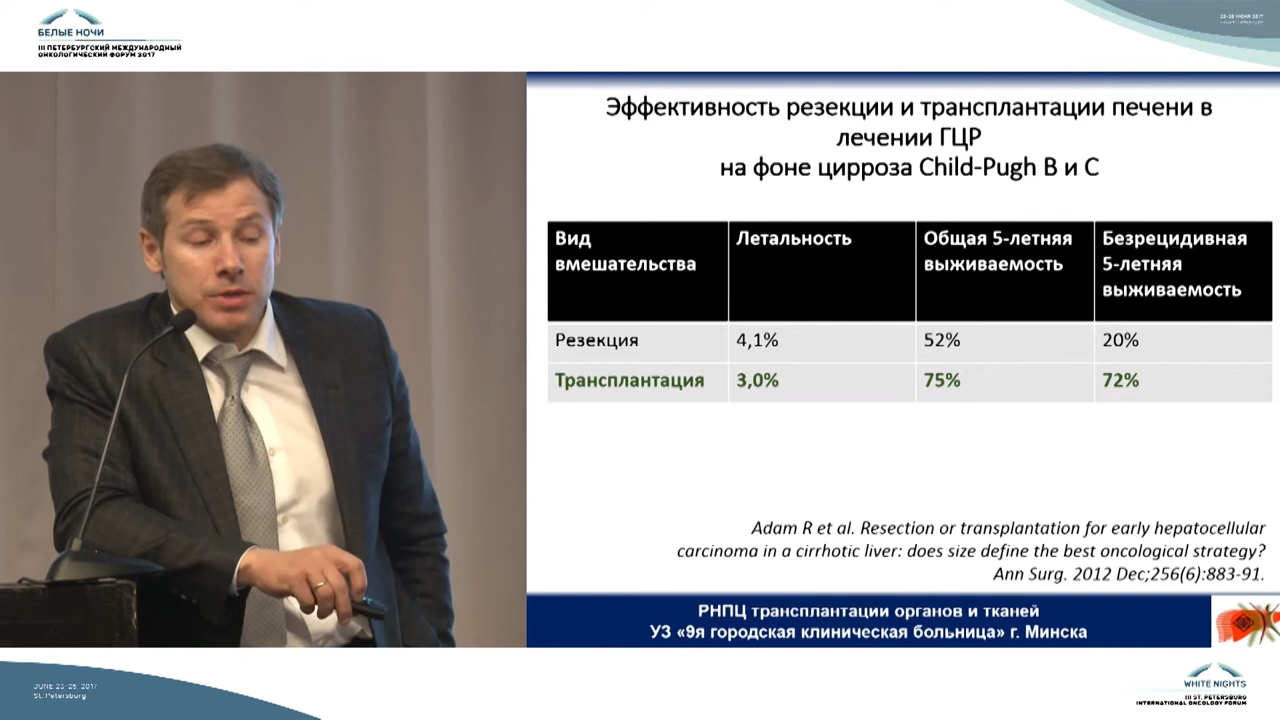 БЕЛЫЕ НОЧИ
III ПЕТЕРБУРГСКИЙ МЕЖДУНАРОДНЫЙ
ОНКОЛОГИЧЕСКИЙ ФОРУМ 2017
Эффективность резекции и трансплантации печени в
лечении ГЦР
на фоне цирроза Child-Pugh B и C
Вид вмешательства
Летальность
Общая 5-летняя выживаемость
Безрецидивная 5-летняя выживаемость
Резекция 4,1% 52% 20%
Трансплантация 3,0% 75% 72%
Adam R et al. Resection or transplantation for early hepatocellular
carcinoma in a cirrhotic liver: does size define the best oncological strategy?
Ann Surg. 2012 Dec;256(6):883-91.
РНПЦ трансплантации органов и тканей
УЗ «9я городская клиническая больница» г. Минска
2017
St. Petersburg
WHITE NIGHTS
III ST. PETERSBURG
INTERNATIONAL ONCOLOGY FORUM